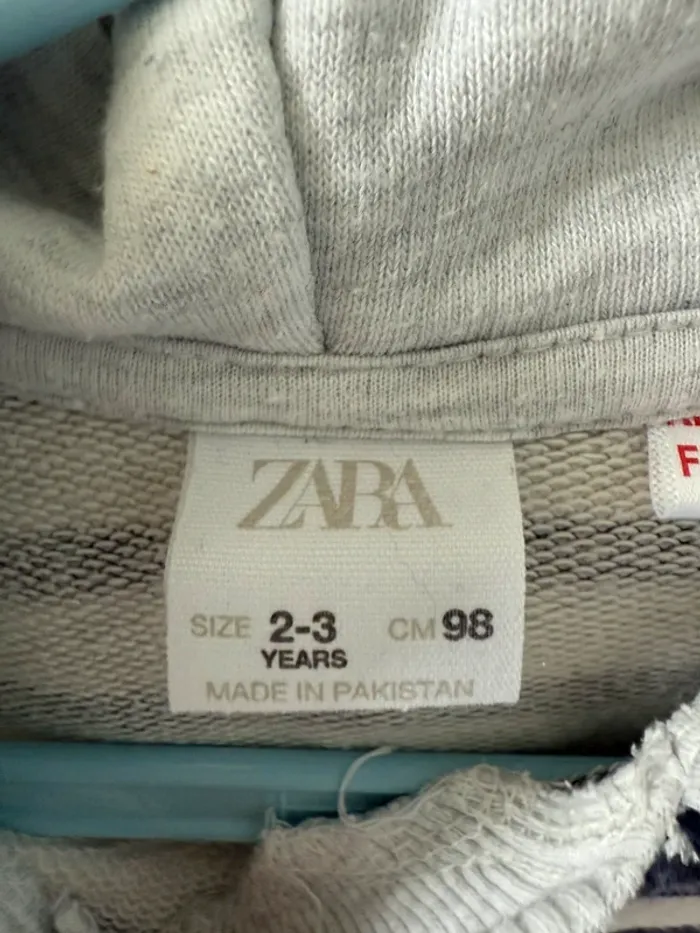 ZARA
SIZE 2-3 CM 98
YEARS
MADE IN PAKISTAN
F